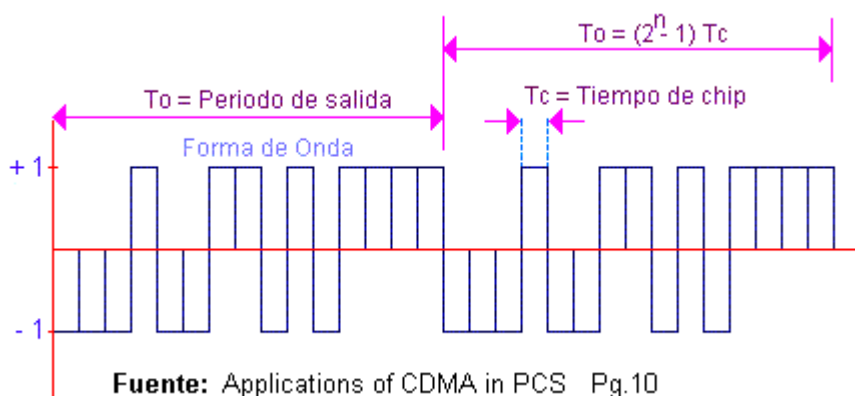 To = (2ⁿ- 1) Tc
To = Periodo de salida
Tc = Tiempo de chip
Forma de Onda
+ 1
- 1
Fuente: Applications of CDMA in PCS Pg.10